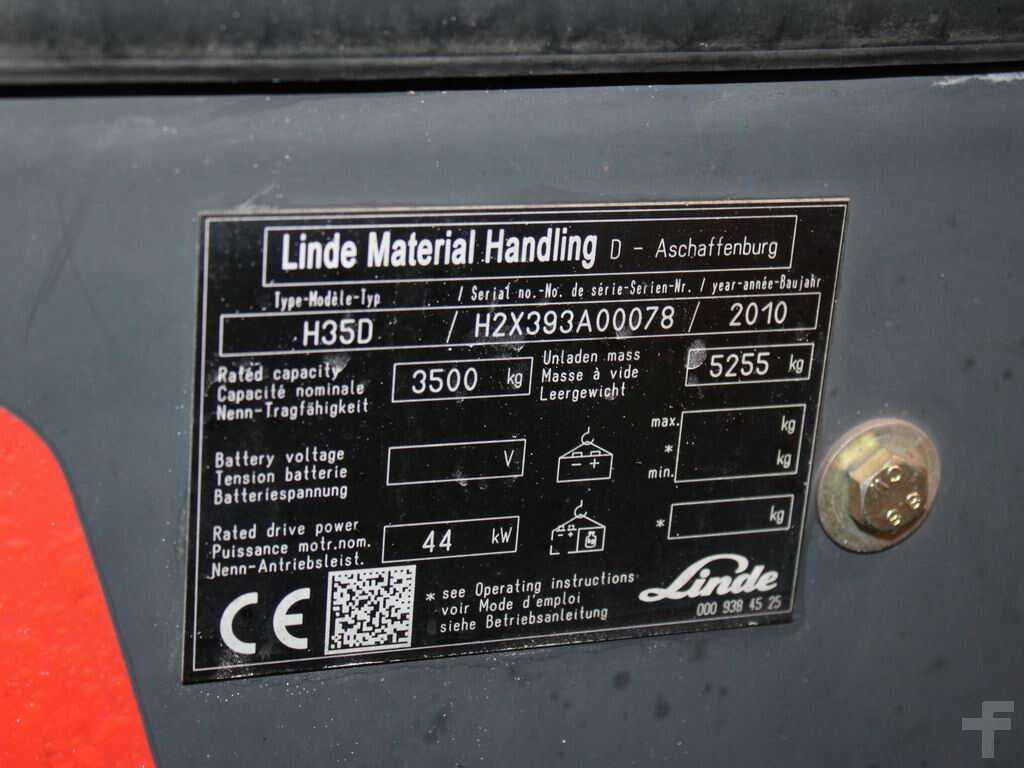 Linde Material Handling D - Aschaffenburg
Type-Modèle-Typ / Serial no.-No. de série-Serien-Nr. / year-année-Baujahr
H35D / H2X393A00078 / 2010
Rated capacity
Capacité nominale
Nenn-Tragfähigkeit
3500 kg
Unladen mass
Masse à vide
Leergewicht
5255 kg
Battery voltage
Tension batterie
Batteriespannung
V
- +
max. kg
*
min. kg
Rated drive power
Puissance motr.nom.
Nenn-Antriebsleist.
44 kW
* kg
CE
* see Operating instructions
voir Mode d'emploi
siehe Betriebsanleitung
Linde
000 938 45 25